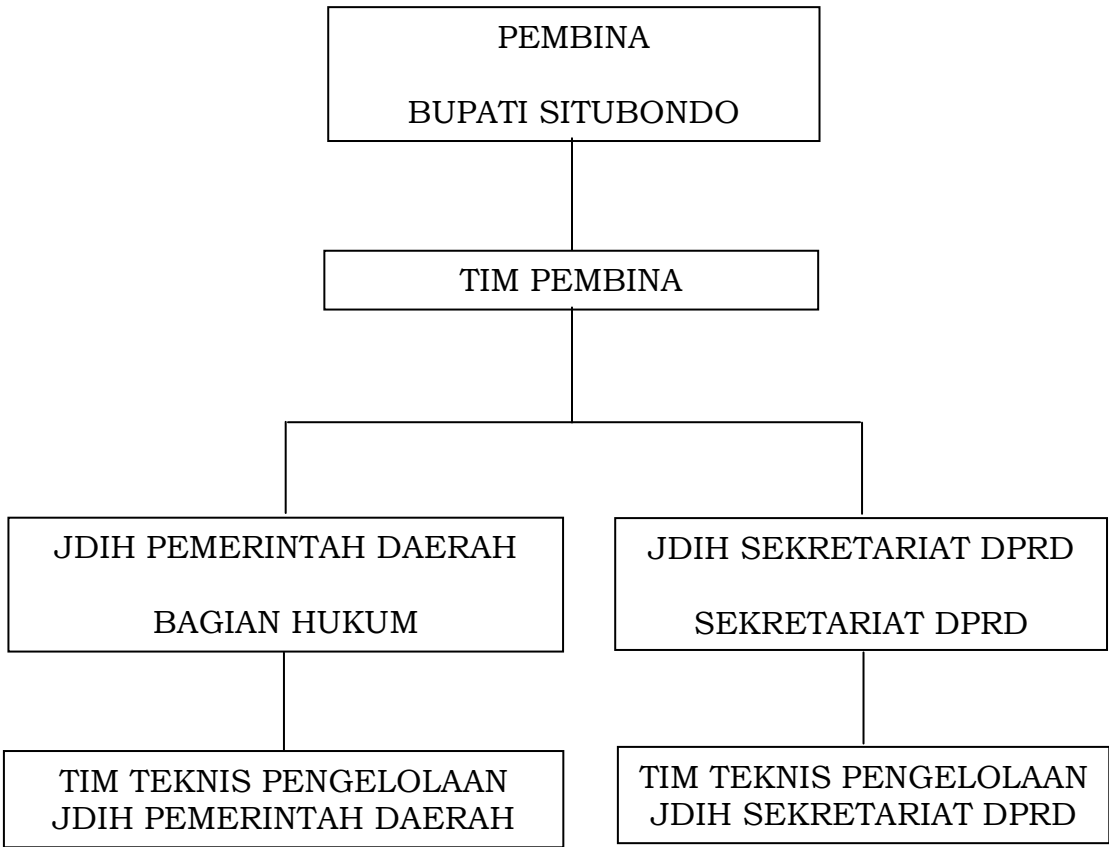 PEMBINA
BUPATI SITUBONDO
TIM PEMBINA
JDIH PEMERINTAH DAERAH
BAGIAN HUKUM
JDIH SEKRETARIAT DPRD
SEKRETARIAT DPRD
TIM TEKNIS PENGELOLAAN
JDIH PEMERINTAH DAERAH
TIM TEKNIS PENGELOLAAN
JDIH SEKRETARIAT DPRD